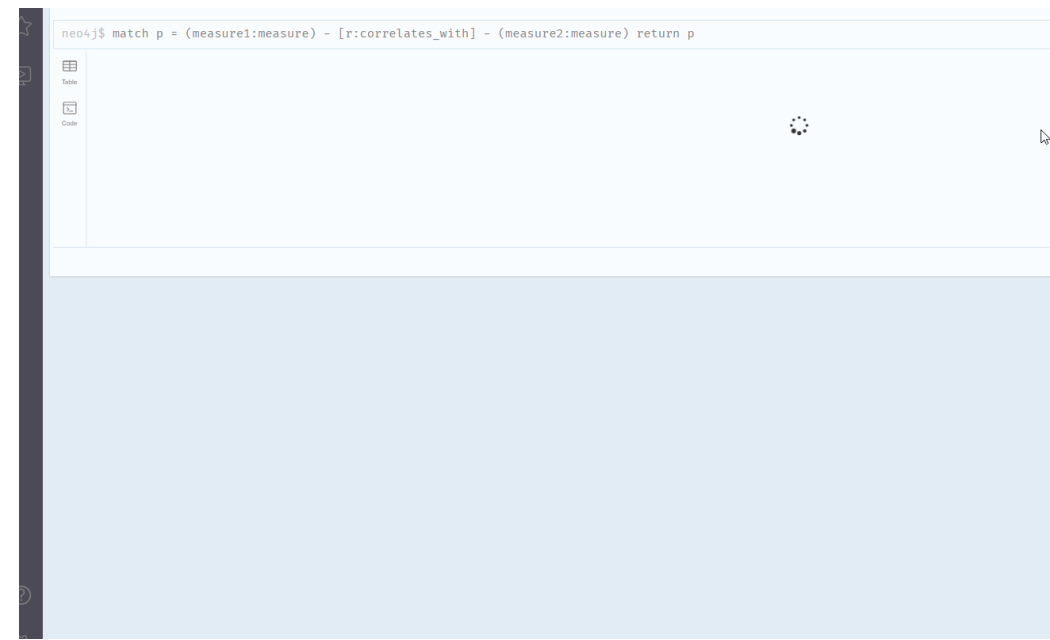 neo4j$ match p = (measure1:measure) - [r:correlates_with] - (measure2:measure) return p
Table
Code